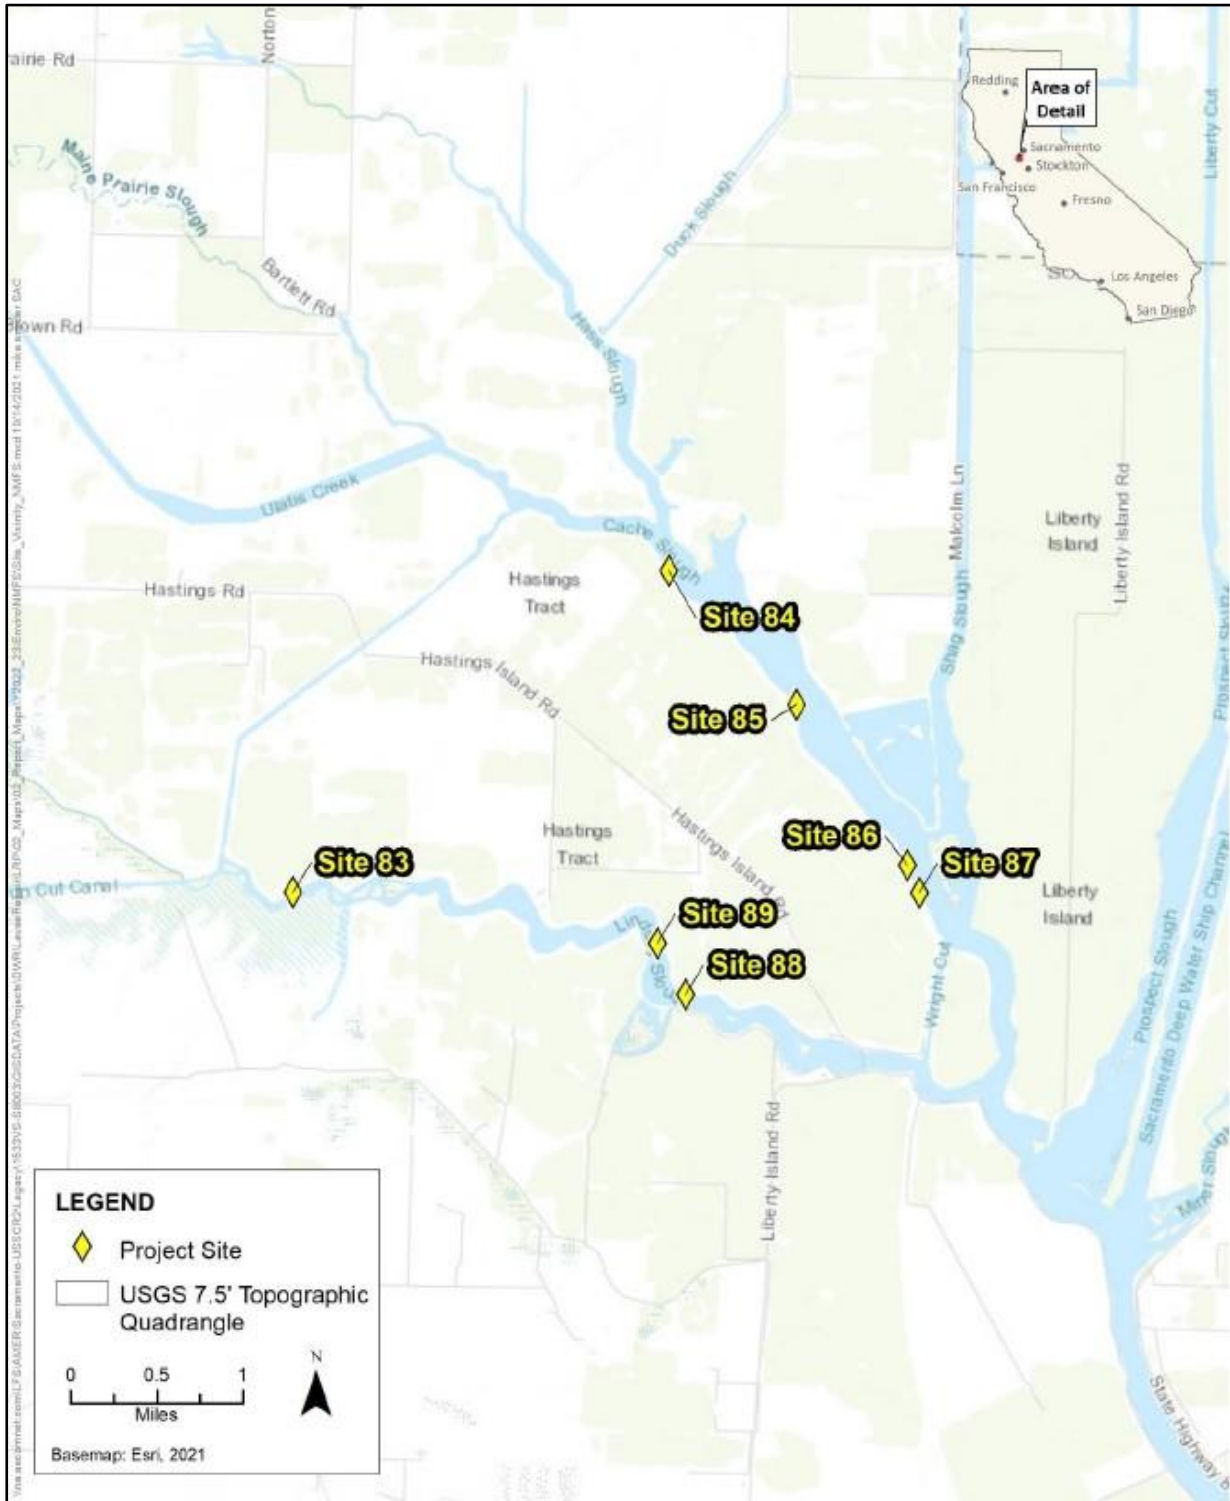 Norton
airie Rd
Maine Prairie Slough
Bartlett Rd
Brown Rd
Duck Slough
Hass Slough
Redding
Area of
Detail
Sacramento
Stockton
San Francisco
Fresno
Los Angeles
San Diego
Liberty Cut
SO
Ulatis Creek
Cache Slough
Malcolm Ln
Shag Slough
Liberty
Island
Liberty Island Rd
Prospect Slough
Hastings Rd
Hastings
Tract
Site 84
Hastings Island Rd
Site 85
Hastings
Tract
Hastings Island Rd
Site 86
Site 87
Liberty
Island
Site 83
on Cut Canal
Site 89
Lindsey Slough
Site 88
Wright Cut
Prospect Slough
Sacramento Deep Water Ship Channel
Miner Slough
Liberty Island Rd
State Highway
LEGEND
Project Site
USGS 7.5' Topographic
Quadrangle
0 0.5 1
Miles
N
Basemap: Esri, 2021